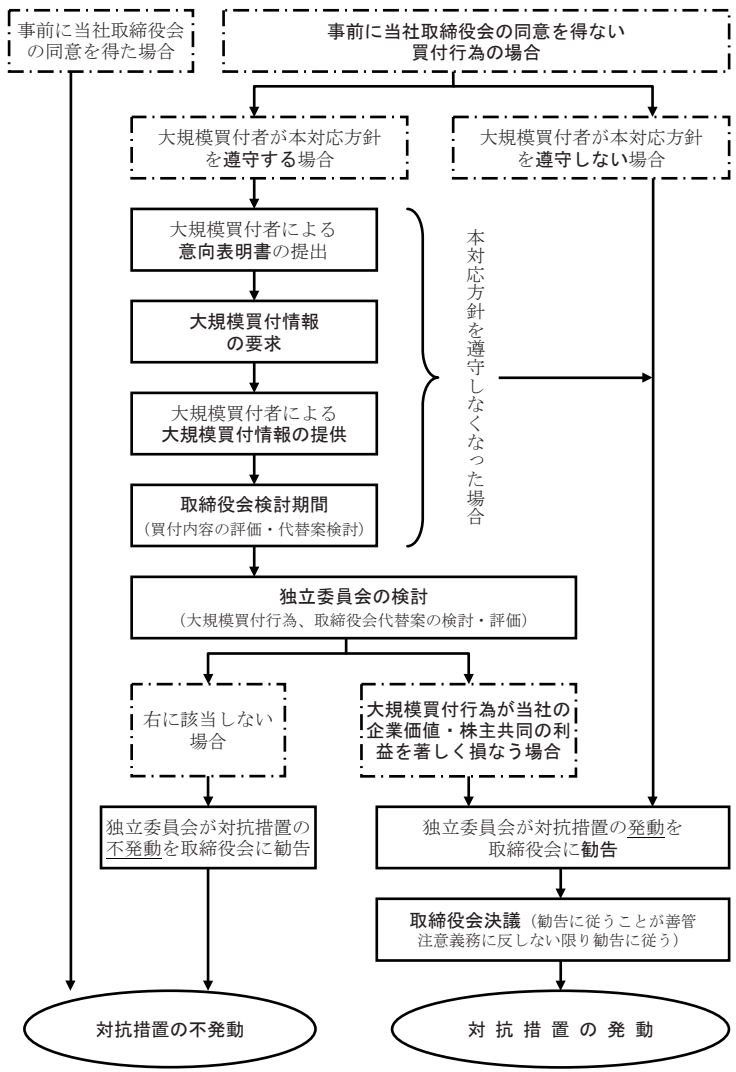 事前に当社取締役会
の同意を得た場合
事前に当社取締役会の同意を得ない
買付行為の場合
大規模買付者が本対応方針
を遵守する場合
大規模買付者が本対応方針
を遵守しない場合
大規模買付者による
意向表明書の提出
大規模買付情報
の要求
大規模買付者による
大規模買付情報の提供
取締役会検討期間
（買付内容の評価・代替案検討）
本対応方針を遵守しなくなった場合
独立委員会の検討
（大規模買付行為、取締役会代替案の検討・評価）
右に該当しない
場合
大規模買付行為が当社の
企業価値・株主共同の利
益を著しく損なう場合
独立委員会が対抗措置の
不発動を取締役会に勧告
独立委員会が対抗措置の発動を
取締役会に勧告
取締役会決議（勧告に従うことが善管
注意義務に反しない限り勧告に従う）
対抗措置の不発動
対抗措置の発動